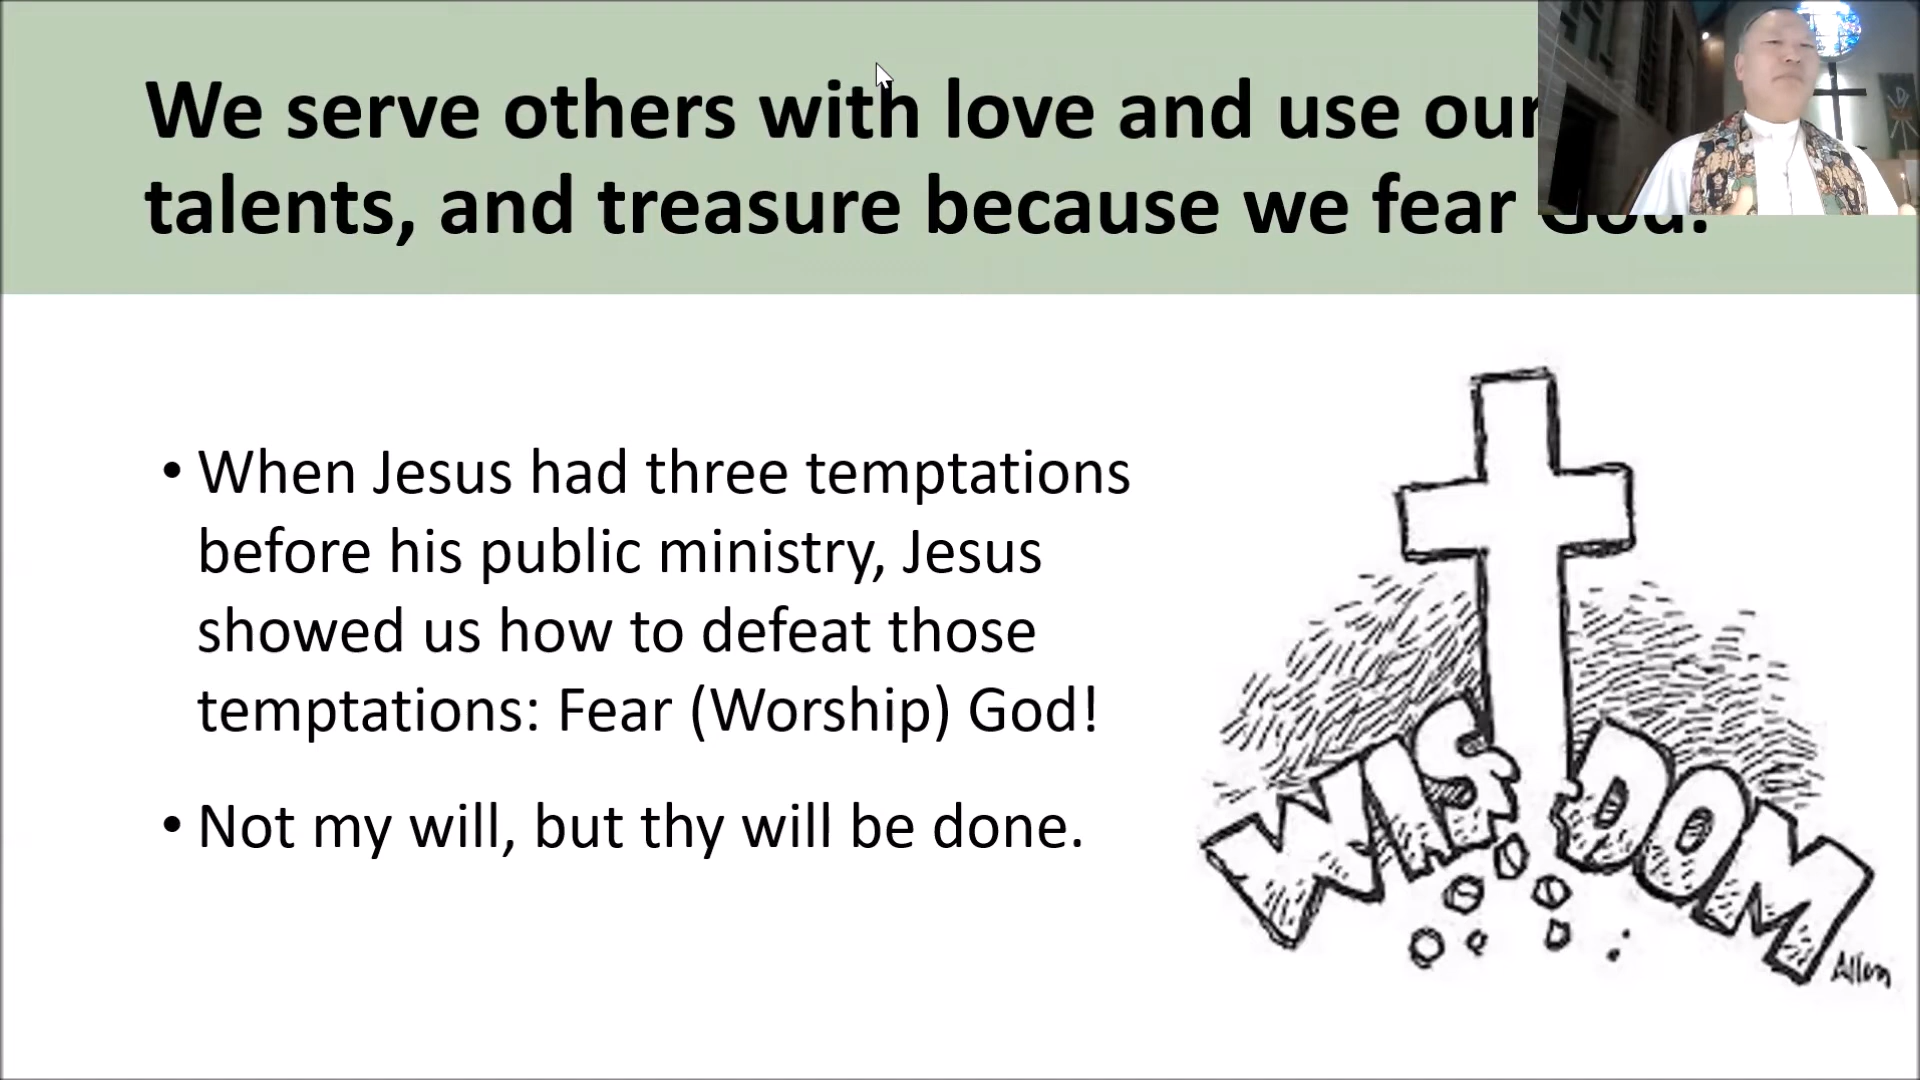 We serve others with love and use our
talents, and treasure because we fear God!
• When Jesus had three temptations
before his public ministry, Jesus
showed us how to defeat those
temptations: Fear (Worship) God!
• Not my will, but thy will be done.
WISDOM
Allen